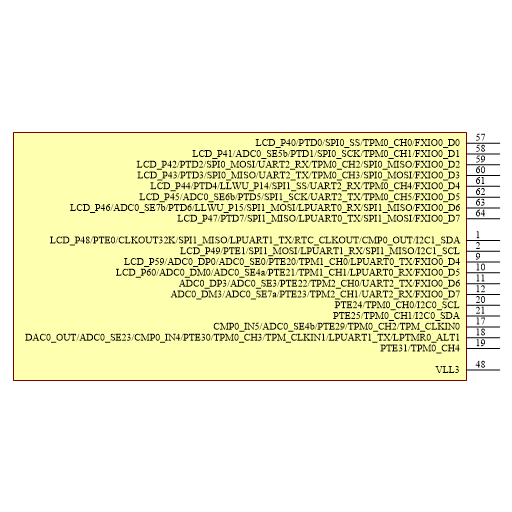 LCD_P40/PTD0/SPI0_SS/TPM0_CH0/FXIO0_D0 57
LCD_P41/ADC0_SE5b/PTD1/SPI0_SCK/TPM0_CH1/FXIO0_D1 58
LCD_P42/PTD2/SPI0_MOSI/UART2_RX/TPM0_CH2/SPI0_MISO/FXIO0_D2 59
LCD_P43/PTD3/SPI0_MISO/UART2_TX/TPM0_CH3/SPI0_MOSI/FXIO0_D3 60
LCD_P44/PTD4/LLWU_P14/SPI1_SS/UART2_RX/TPM0_CH4/FXIO0_D4 61
LCD_P45/ADC0_SE6b/PTD5/SPI1_SCK/UART2_TX/TPM0_CH5/FXIO0_D5 62
LCD_P46/ADC0_SE7b/PTD6/LLWU_P15/SPI1_MOSI/LPUART0_RX/SPI1_MISO/FXIO0_D6 63
LCD_P47/PTD7/SPI1_MISO/LPUART0_TX/SPI1_MOSI/FXIO0_D7 64
LCD_P48/PTE0/CLKOUT32K/SPI1_MISO/LPUART1_TX/RTC_CLKOUT/CMP0_OUT/I2C1_SDA 1
LCD_P49/PTE1/SPI1_MOSI/LPUART1_RX/SPI1_MISO/I2C1_SCL 2
LCD_P59/ADC0_DP0/ADC0_SE0/PTE20/TPM1_CH0/LPUART0_TX/FXIO0_D4 9
LCD_P60/ADC0_DM0/ADC0_SE4a/PTE21/TPM1_CH1/LPUART0_RX/FXIO0_D5 10
ADC0_DP3/ADC0_SE3/PTE22/TPM2_CH0/UART2_TX/FXIO0_D6 11
ADC0_DM3/ADC0_SE7a/PTE23/TPM2_CH1/UART2_RX/FXIO0_D7 12
PTE24/TPM0_CH0/I2C0_SCL 20
PTE25/TPM0_CH1/I2C0_SDA 21
CMP0_IN5/ADC0_SE4b/PTE29/TPM0_CH2/TPM_CLKIN0 17
DAC0_OUT/ADC0_SE23/CMP0_IN4/PTE30/TPM0_CH3/TPM_CLKIN1/LPUART1_TX/LPTMR0_ALT1 18
PTE31/TPM0_CH4 19
VLL3 48